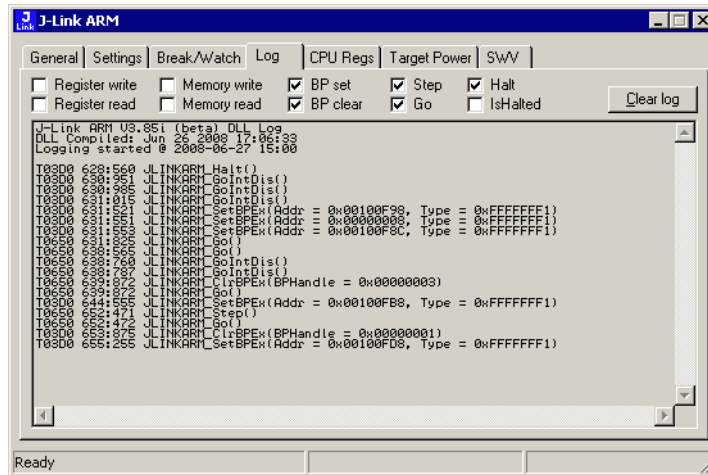 J-Link ARM
General Settings Break/Watch Log CPU Regs Target Power SWV
Register write Memory write BP set Step Halt
Register read Memory read BP clear Go IsHalted
Clear log
J-Link ARM V3.85i (beta) DLL Log
DLL Compiled: Jun 26 2008 17:06:33
Logging started @ 2008-06-27 15:00
T03D0 628:560 JLINKARM_Halt()
T03D0 630:951 JLINKARM_GoIntDis()
T03D0 630:985 JLINKARM_GoIntDis()
T03D0 631:015 JLINKARM_GoIntDis()
T03D0 631:521 JLINKARM_SetBPEx(Addr = 0x00100F98, Type = 0xFFFFFFF1)
T03D0 631:551 JLINKARM_SetBPEx(Addr = 0x00000008, Type = 0xFFFFFFF1)
T03D0 631:553 JLINKARM_SetBPEx(Addr = 0x00100F8C, Type = 0xFFFFFFF1)
T0650 631:825 JLINKARM_Go()
T0650 638:565 JLINKARM_Go()
T0650 638:760 JLINKARM_GoIntDis()
T0650 638:787 JLINKARM_GoIntDis()
T0650 639:872 JLINKARM_ClrBPEx(BPHandle = 0x00000003)
T0650 639:872 JLINKARM_Go()
T03D0 644:555 JLINKARM_SetBPEx(Addr = 0x00100FB8, Type = 0xFFFFFFF1)
T0650 652:471 JLINKARM_Step()
T0650 652:472 JLINKARM_Go()
T03D0 653:875 JLINKARM_ClrBPEx(BPHandle = 0x00000001)
T03D0 655:255 JLINKARM_SetBPEx(Addr = 0x00100FD8, Type = 0xFFFFFFF1)
Ready